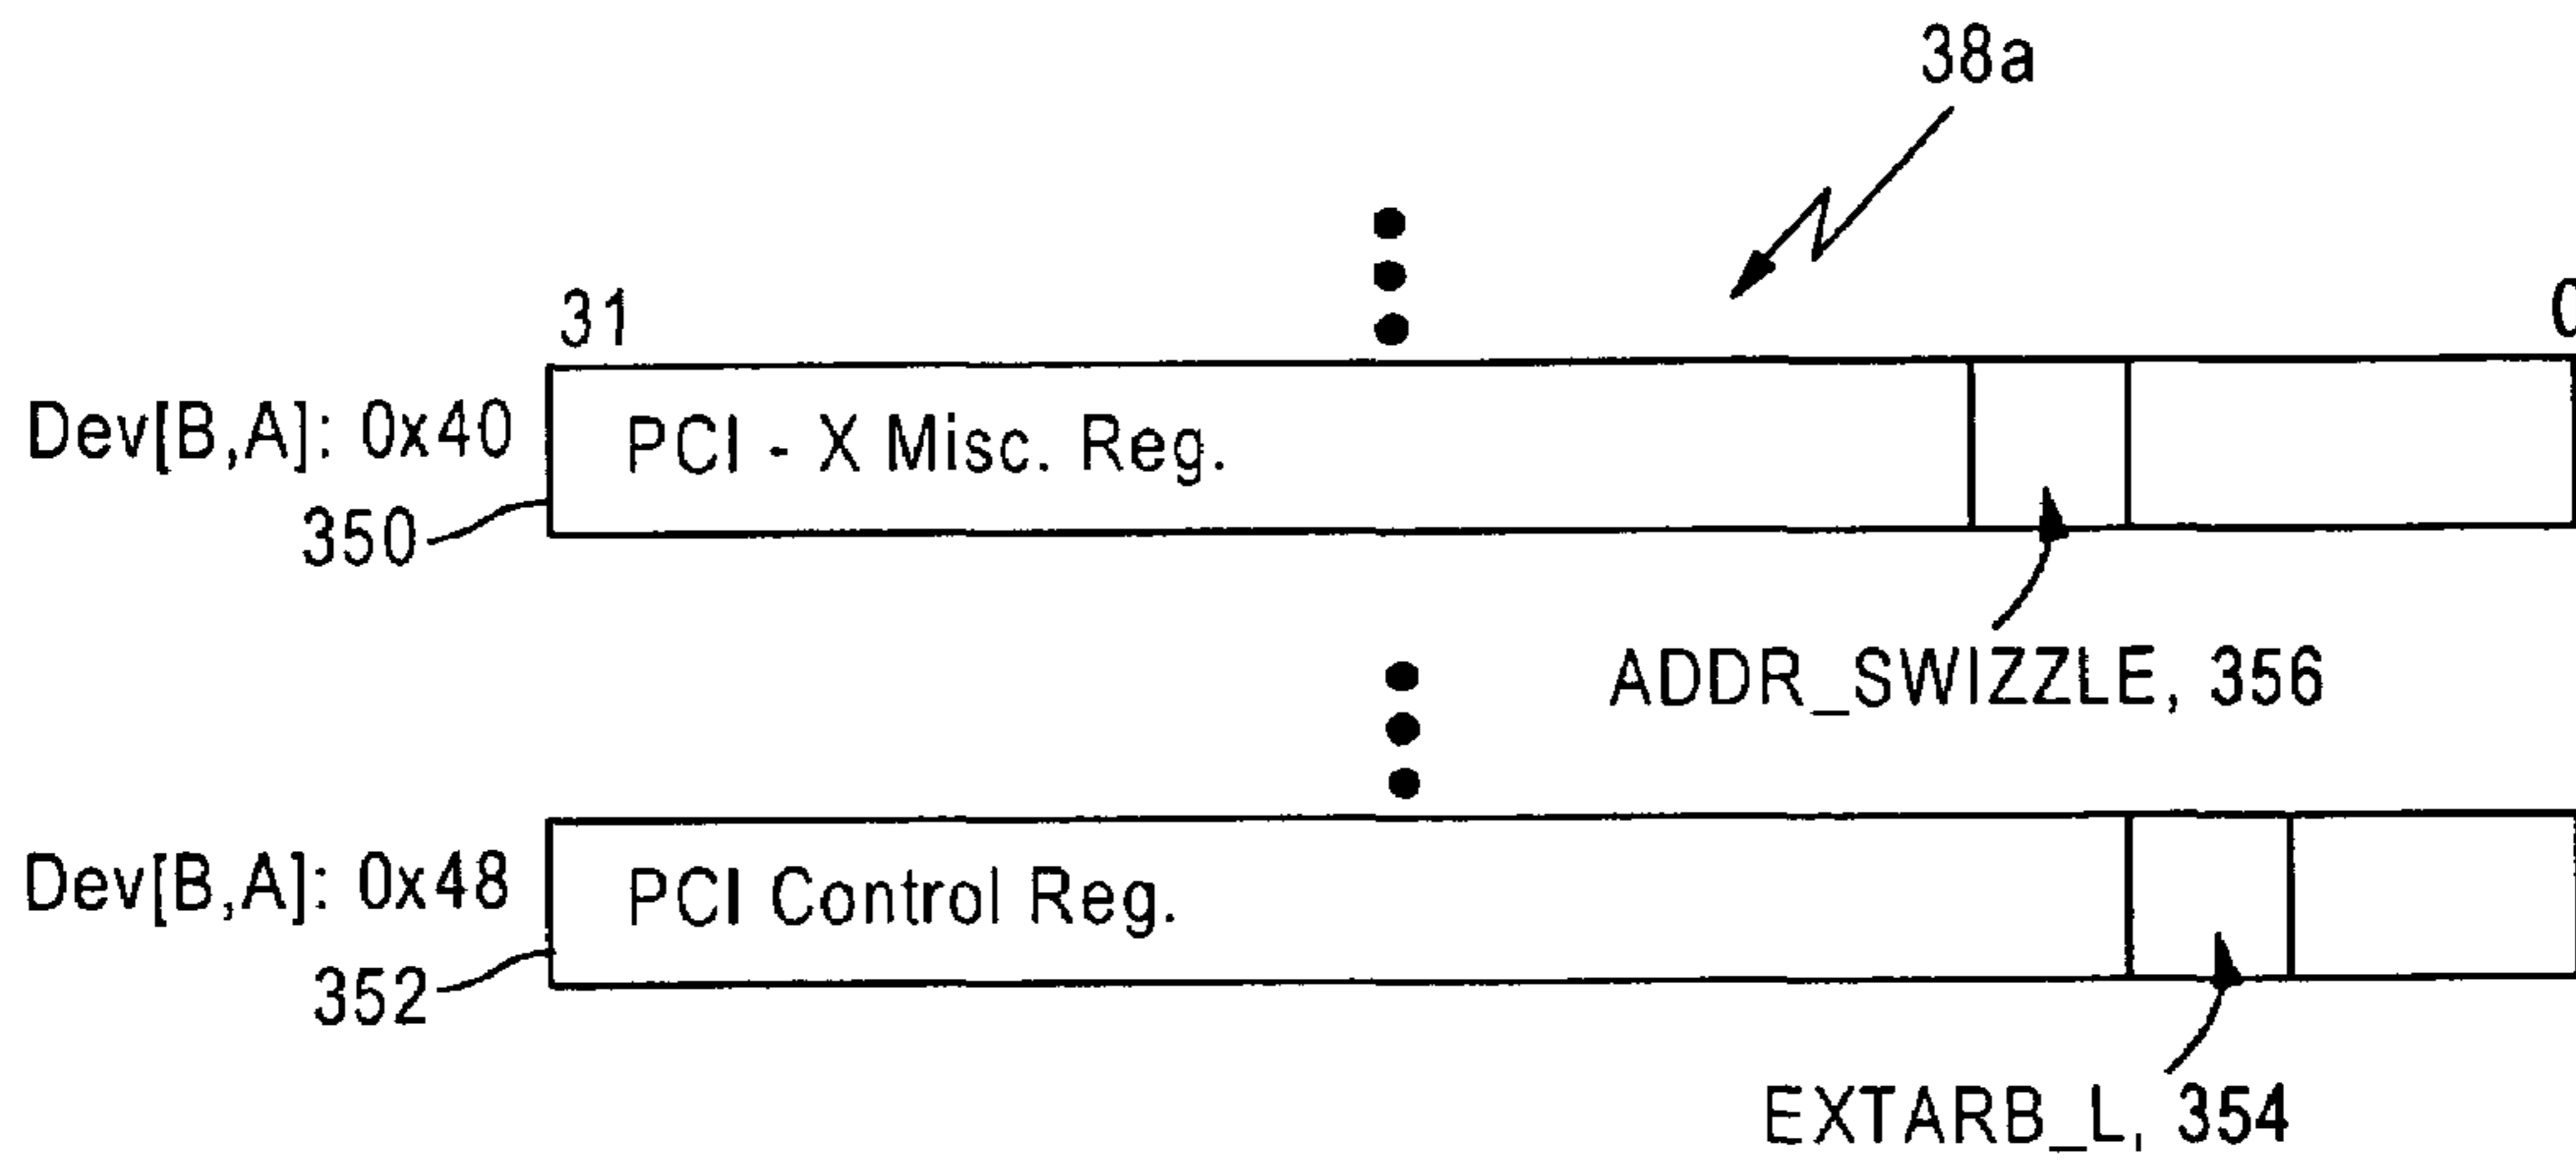 38a
31 0
Dev[B,A]: 0x40 PCI - X Misc. Reg.
350
ADDR_SWIZZLE, 356
Dev[B,A]: 0x48 PCI Control Reg.
352
EXTARB_L, 354